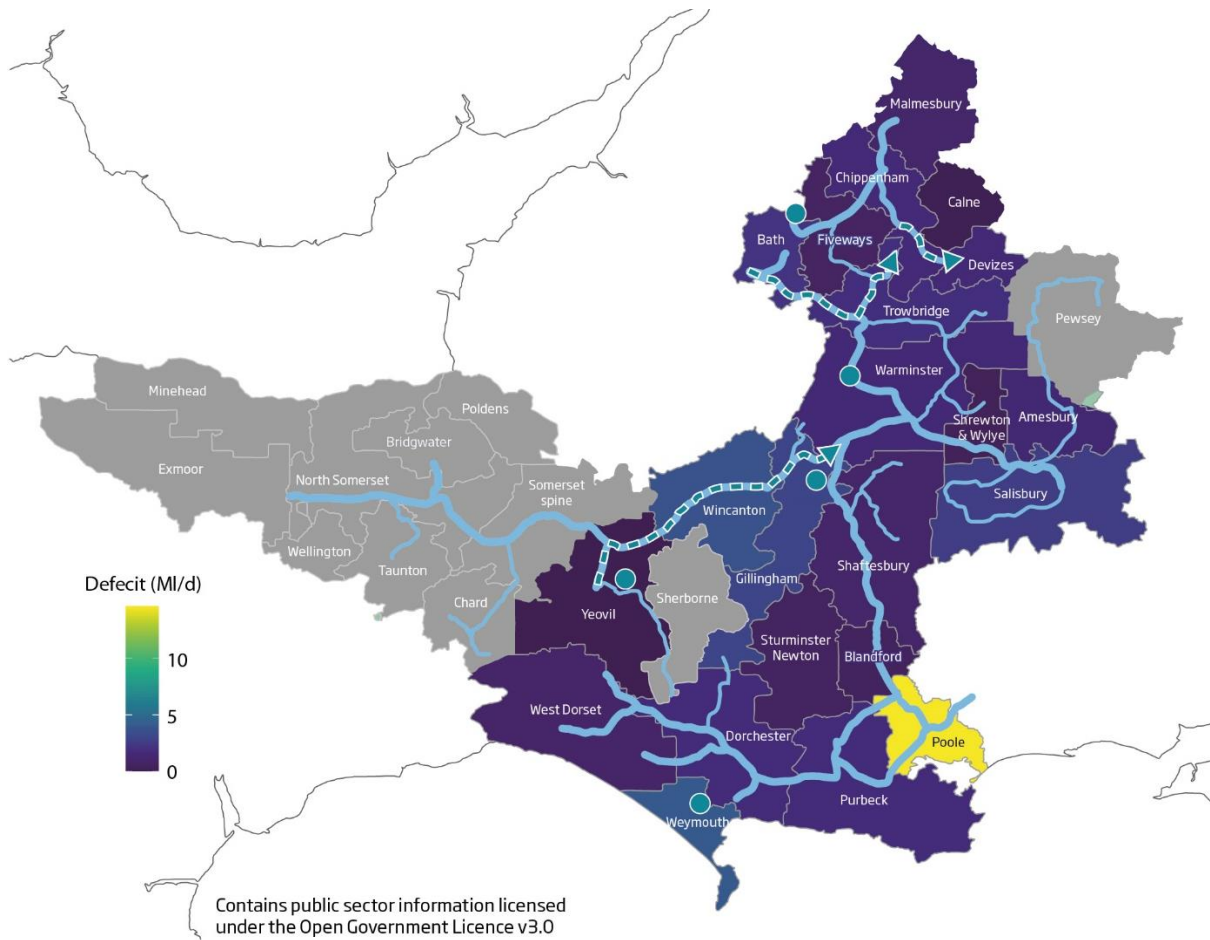 Malmesbury
Chippenham
Calne
Bath
Fiveways
Devizes
Trowbridge
Pewsey
Warminster
Minehead
Poldens
Bridgwater
Shrewton
& Wylye
Amesbury
Exmoor
North Somerset
Somerset
spine
Wincanton
Salisbury
Wellington
Taunton
Shaftesbury
Gillingham
Defecit (Ml/d)
Chard
Yeovil
Sherborne
10
Sturminster
Newton
Blandford
5
West Dorset
Dorchester
Poole
0
Purbeck
Weymouth
Contains public sector information licensed
under the Open Government Licence v3.0